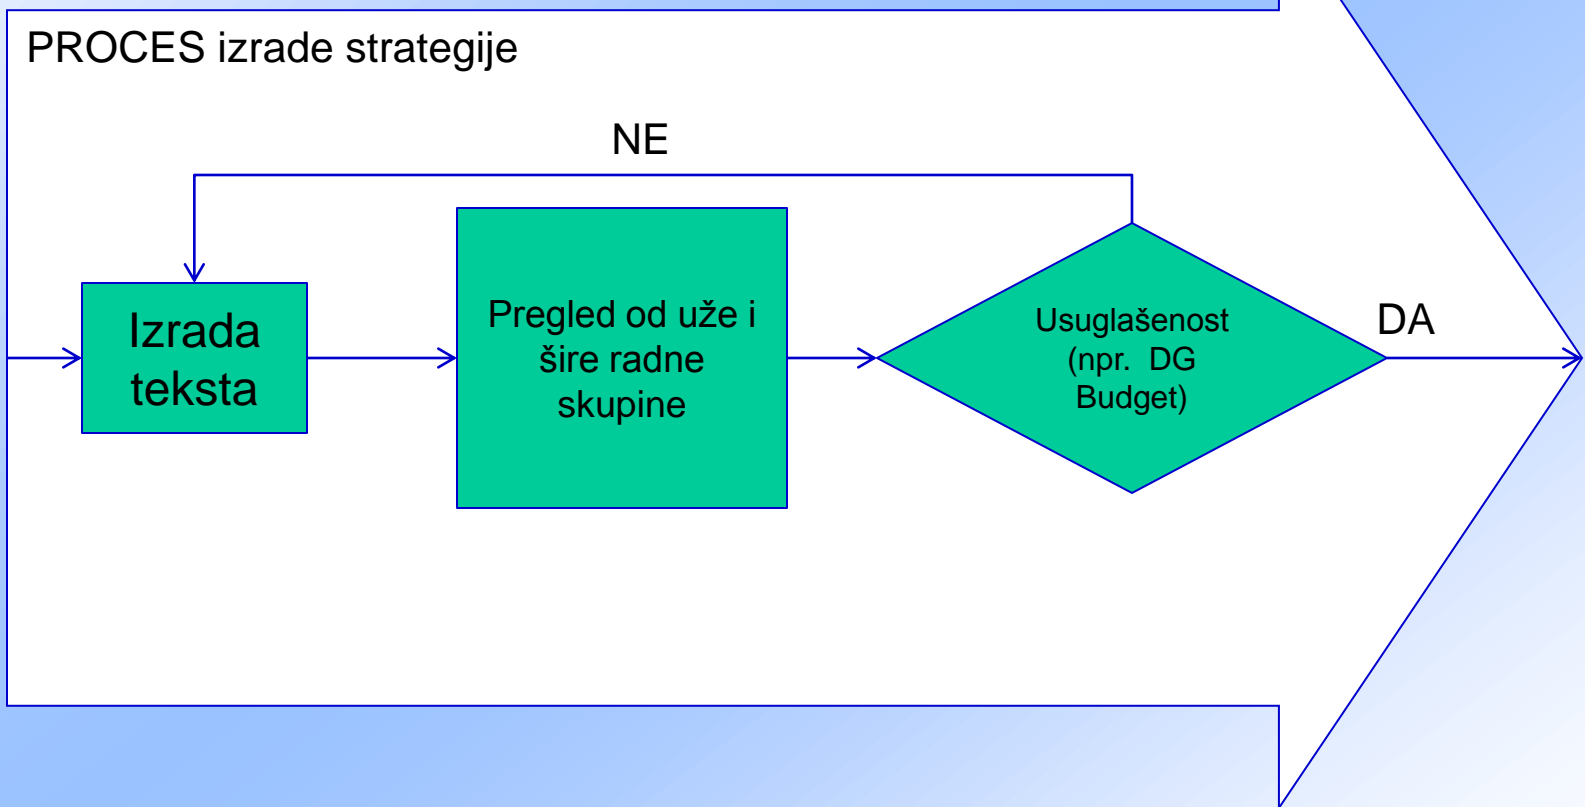 PROCES izrade strategije
NE
Izrada
teksta
Pregled od uže i
šire radne
skupine
Usuglašenost
(npr.  DG
Budget)
DA